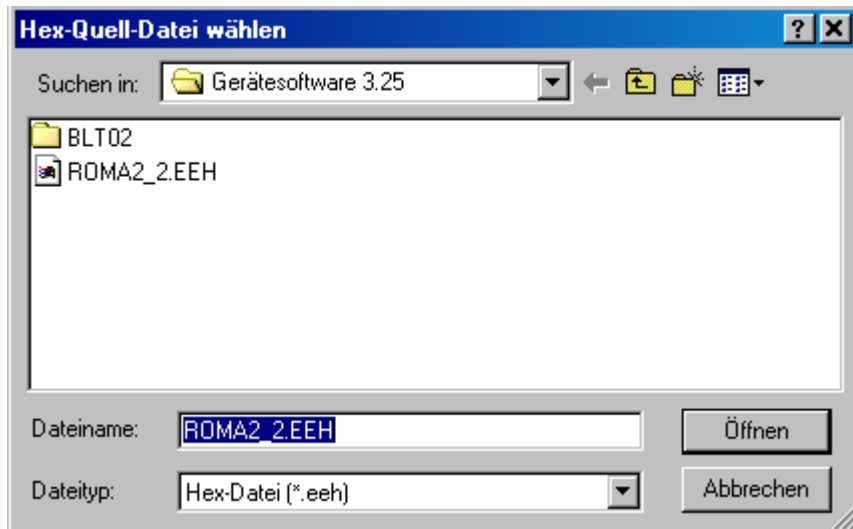 Hex-Quell-Datei wählen
Suchen in: Gerätesoftware 3.25
BLT02
ROMA2_2.EEH
Dateiname: ROMA2_2.EEH Öffnen
Dateityp: Hex-Datei (*.eeh) Abbrechen